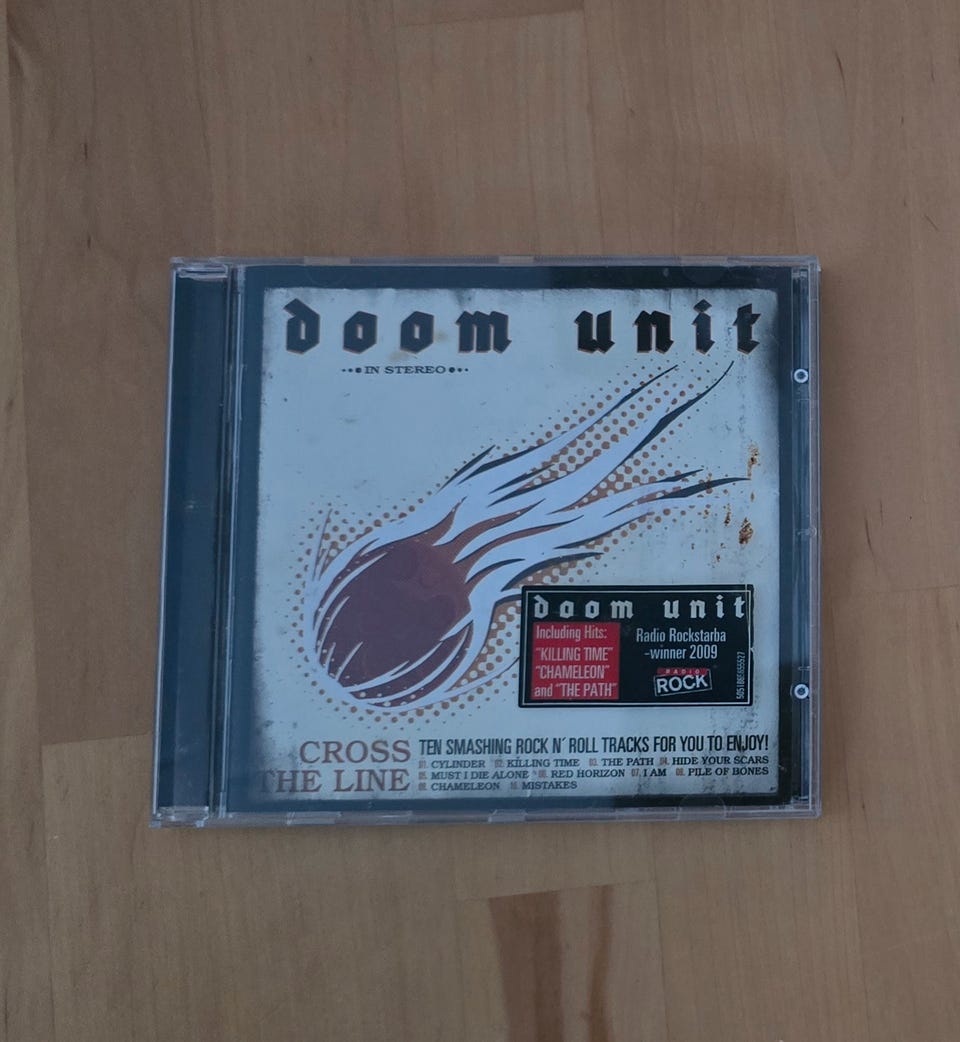 doom unit
IN STEREO
doom unit
Including Hits:
"KILLING TIME"
"CHAMELEON"
and "THE PATH"
Radio Rockstarba
-winner 2009
RADIO
ROCK
CROSS
THE LINE
TEN SMASHING ROCK N´ ROLL TRACKS FOR YOU TO ENJOY!
01. CYLINDER 02. KILLING TIME 03. THE PATH 04. HIDE YOUR SCARS
05. MUST I DIE ALONE 06. RED HORIZON 07. I AM 08. PILE OF BONES
09. CHAMELEON 10. MISTAKES